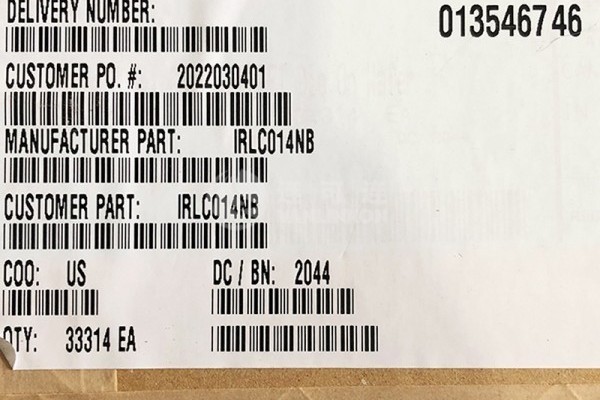 DELIVERY NUMBER:
013546746
CUSTOMER PO. #: 2022030401
MANUFACTURER PART: IRLC014NB
CUSTOMER PART: IRLC014NB
COO: US DC / BN: 2044
QTY: 33314 EA